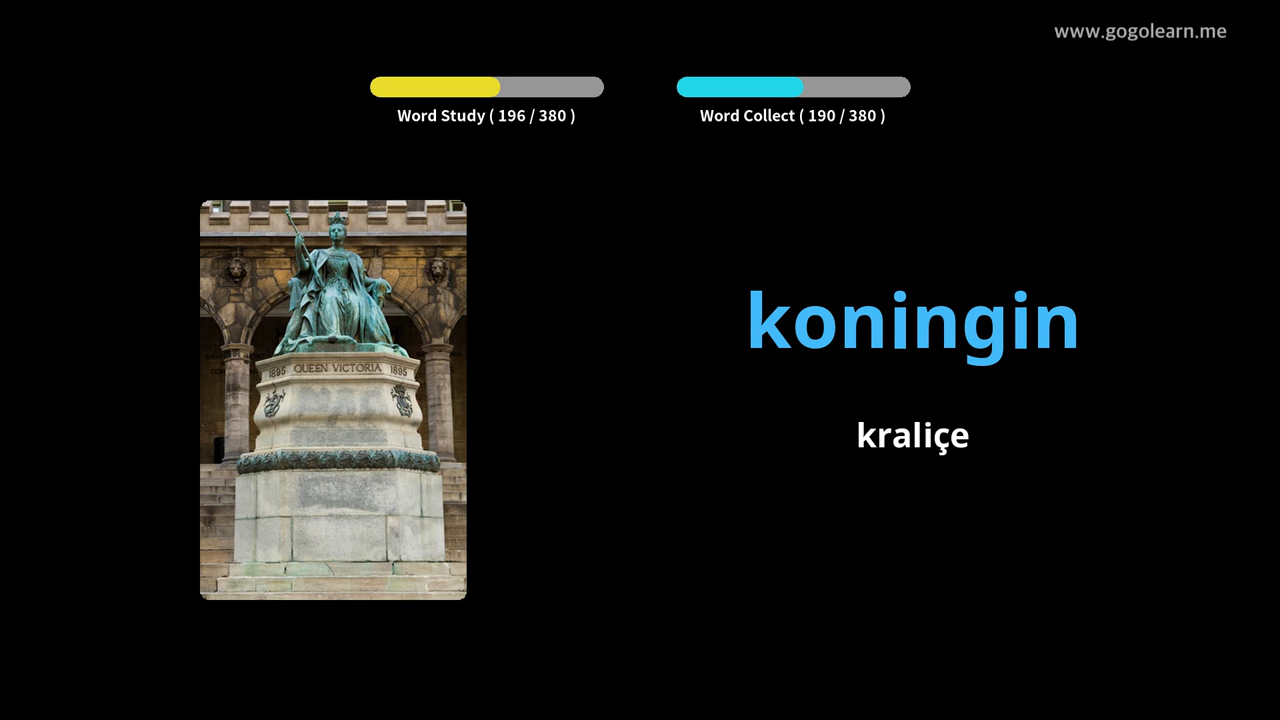 www.gogolearn.me
Word Study ( 196 / 380 )
Word Collect ( 190 / 380 )
1895 QUEEN VICTORIA 1895
koningin
kraliçe